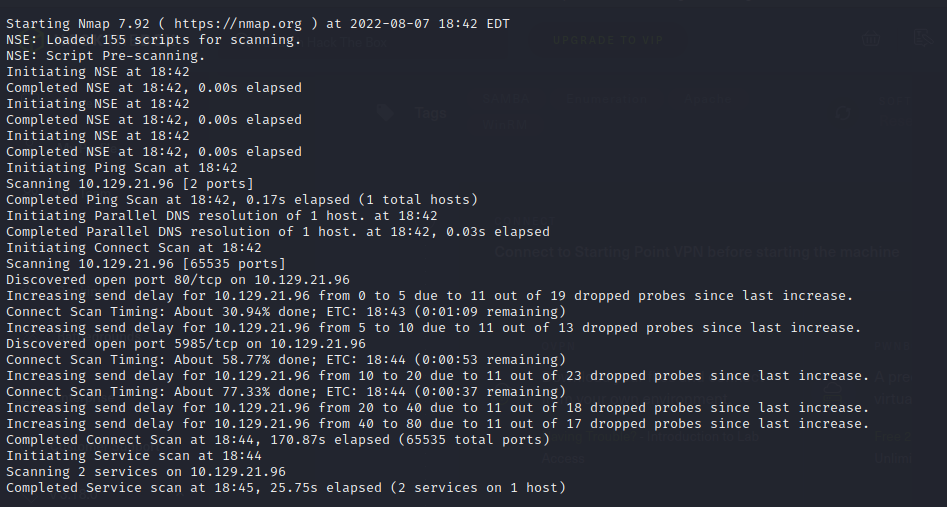 Starting Nmap 7.92 ( https://nmap.org ) at 2022-08-07 18:42 EDT
NSE: Loaded 155 scripts for scanning.
UPGRADE TO VIP
NSE: Script Pre-scanning.
Initiating NSE at 18:42
Completed NSE at 18:42, 0.00s elapsed
Initiating NSE at 18:42
Tags
Completed NSE at 18:42, 0.00s elapsed
Initiating NSE at 18:42
Completed NSE at 18:42, 0.00s elapsed
Initiating Ping Scan at 18:42
Scanning 10.129.21.96 [2 ports]
Completed Ping Scan at 18:42, 0.17s elapsed (1 total hosts)
Initiating Parallel DNS resolution of 1 host. at 18:42
Completed Parallel DNS resolution of 1 host. at 18:42, 0.03s elapsed
Initiating Connect Scan at 18:42
Connect to Starting Point VPN before starting the machine
Scanning 10.129.21.96 [65535 ports]
Discovered open port 80/tcp on 10.129.21.96
Increasing send delay for 10.129.21.96 from 0 to 5 due to 11 out of 19 dropped probes since last increase.
Connect Scan Timing: About 30.94% done; ETC: 18:43 (0:01:09 remaining)
Increasing send delay for 10.129.21.96 from 5 to 10 due to 11 out of 13 dropped probes since last increase.
Discovered open port 5985/tcp on 10.129.21.96
Connect Scan Timing: About 58.77% done; ETC: 18:44 (0:00:53 remaining)
Increasing send delay for 10.129.21.96 from 10 to 20 due to 11 out of 23 dropped probes since last increase.
Connect Scan Timing: About 77.33% done; ETC: 18:44 (0:00:37 remaining)
Increasing send delay for 10.129.21.96 from 20 to 40 due to 11 out of 18 dropped probes since last increase.
Increasing send delay for 10.129.21.96 from 40 to 80 due to 11 out of 17 dropped probes since last increase.
Completed Connect Scan at 18:44, 170.87s elapsed (65535 total ports)
Initiating Service scan at 18:44
Access
Scanning 2 services on 10.129.21.96
Completed Service scan at 18:45, 25.75s elapsed (2 services on 1 host)